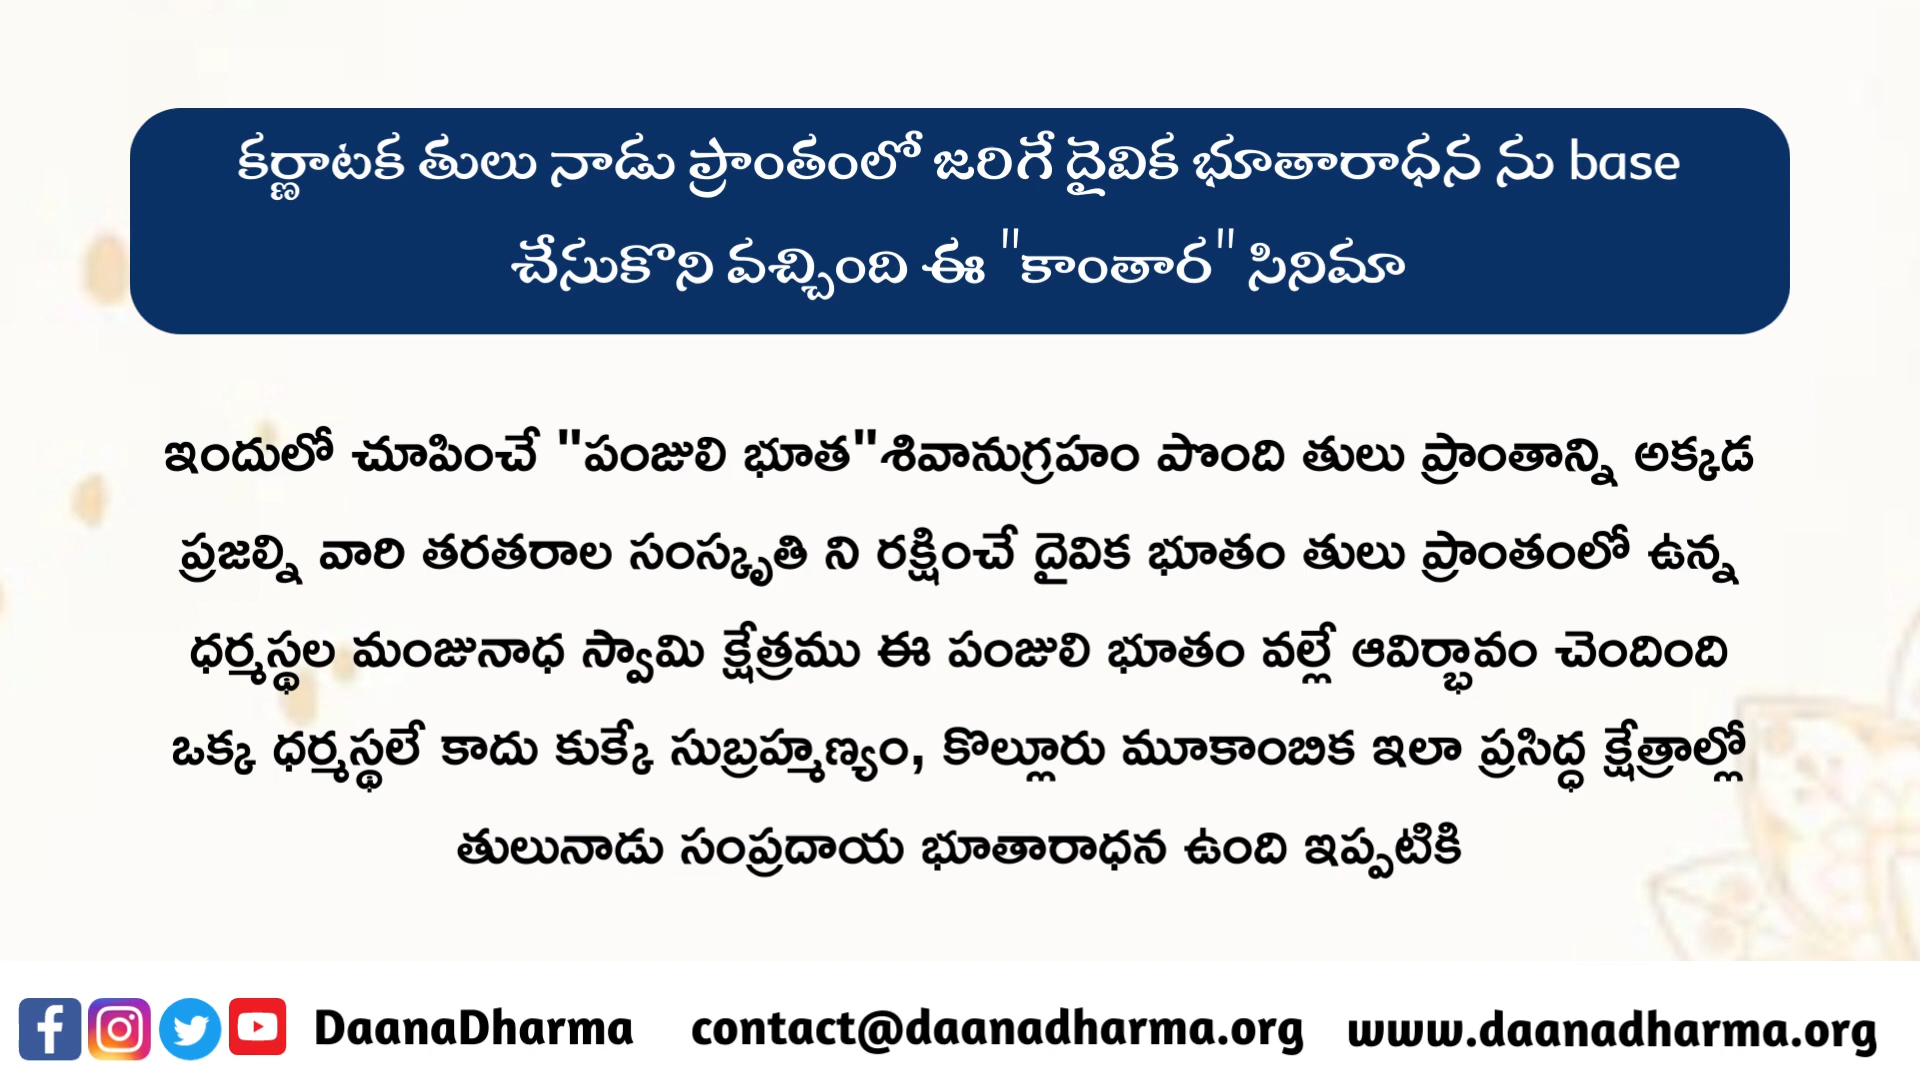 కర్ణాటక తులు నాడు ప్రాంతంలో జరిగే దైవిక భూతారాధన ను base
చేసుకొని వచ్చింది ఈ "కాంతార" సినిమా
ఇందులో చూపించే "పంజులి భూత"శివానుగ్రహం పొంది తులు ప్రాంతాన్ని అక్కడ
ప్రజల్ని వారి తరతరాల సంస్కృతి ని రక్షించే దైవిక భూతం తులు ప్రాంతంలో ఉన్న
ధర్మస్థల మంజునాధ స్వామి క్షేత్రము ఈ పంజులి భూతం వల్లే ఆవిర్భావం చెందింది
ఒక్క ధర్మస్థలే కాదు కుక్కే సుబ్రహ్మణ్యం, కొల్లూరు మూకాంబిక ఇలా ప్రసిద్ధ క్షేత్రాల్లో
తులునాడు సంప్రదాయ భూతారాధన ఉంది ఇప్పటికి
DaanaDharma contact@daanadharma.org www.daanadharma.org